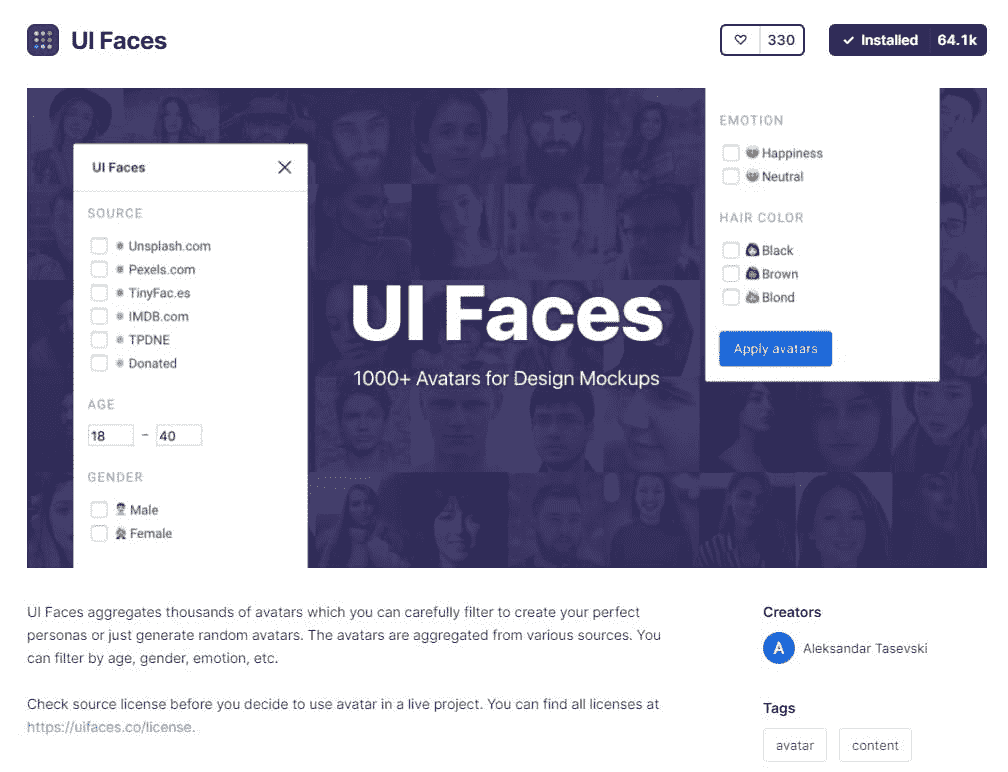 UI Faces
330
Installed 64.1k
UI Faces
SOURCE
Unsplash.com
Pexels.com
TinyFac.es
IMDB.com
TPDNE
Donated
AGE
18 – 40
GENDER
Male
Female
UI Faces
1000+ Avatars for Design Mockups
EMOTION
Happiness
Neutral
HAIR COLOR
Black
Brown
Blond
Apply avatars
UI Faces aggregates thousands of avatars which you can carefully filter to create your perfect
personas or just generate random avatars. The avatars are aggregated from various sources. You
can filter by age, gender, emotion, etc.
Check source license before you decide to use avatar in a live project. You can find all licenses at
https://uifaces.co/license.
Creators
A Aleksandar Tasevski
Tags
avatar content